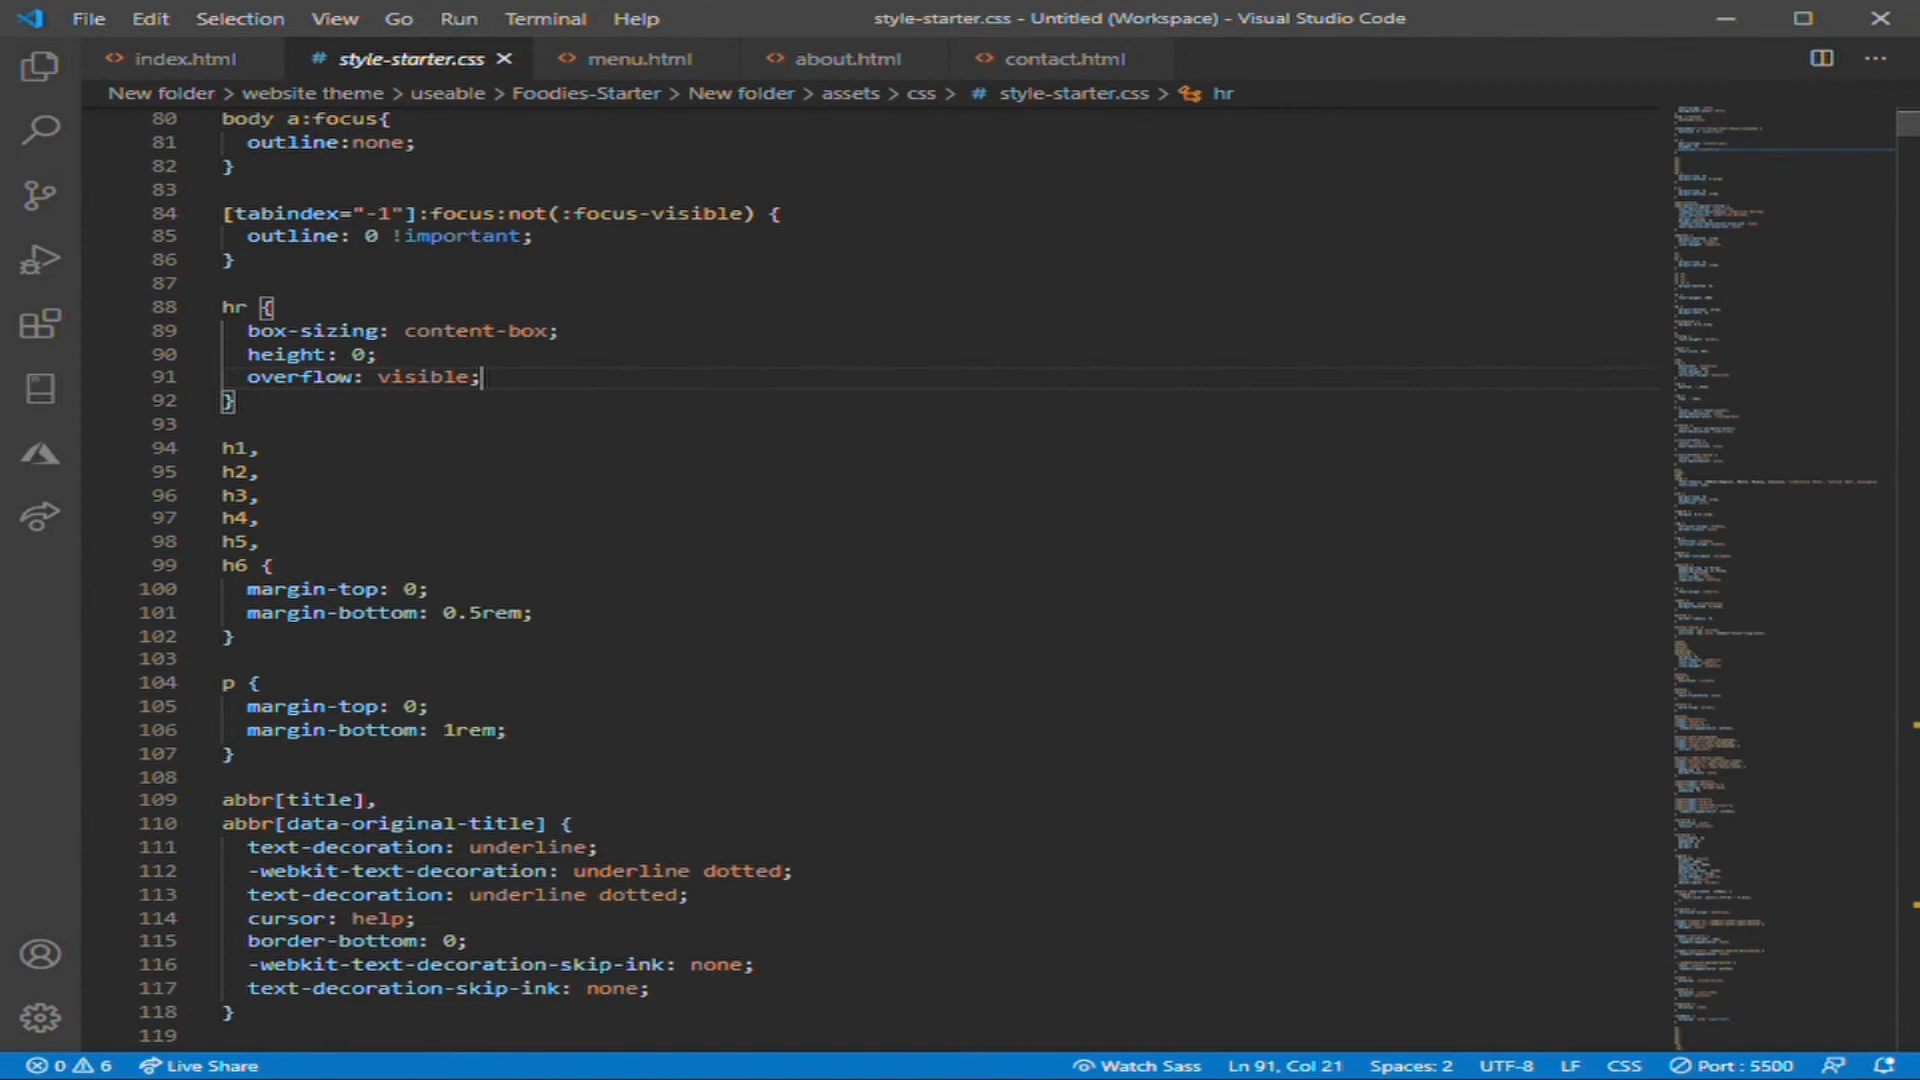 File Edit Selection View Go Run Terminal Help style-starter.css - Untitled (Workspace) - Visual Studio Code
index.html # style-starter.css menu.html about.html contact.html
New folder > website theme > useable > Foodies-Starter > New folder > assets > css > # style-starter.css > hr
80 body a:focus{
81 outline:none;
82 }
83
84 [tabindex="-1"]:focus:not(:focus-visible) {
85 outline: 0 !important;
86 }
87
88 hr {
89 box-sizing: content-box;
90 height: 0;
91 overflow: visible;
92 }
93
94 h1,
95 h2,
96 h3,
97 h4,
98 h5,
99 h6 {
100 margin-top: 0;
101 margin-bottom: 0.5rem;
102 }
103
104 p {
105 margin-top: 0;
106 margin-bottom: 1rem;
107 }
108
109 abbr[title],
110 abbr[data-original-title] {
111 text-decoration: underline;
112 -webkit-text-decoration: underline dotted;
113 text-decoration: underline dotted;
114 cursor: help;
115 border-bottom: 0;
116 -webkit-text-decoration-skip-ink: none;
117 text-decoration-skip-ink: none;
118 }
119
0 6 Live Share Watch Sass Ln 91, Col 21 Spaces: 2 UTF-8 LF CSS Port : 5500